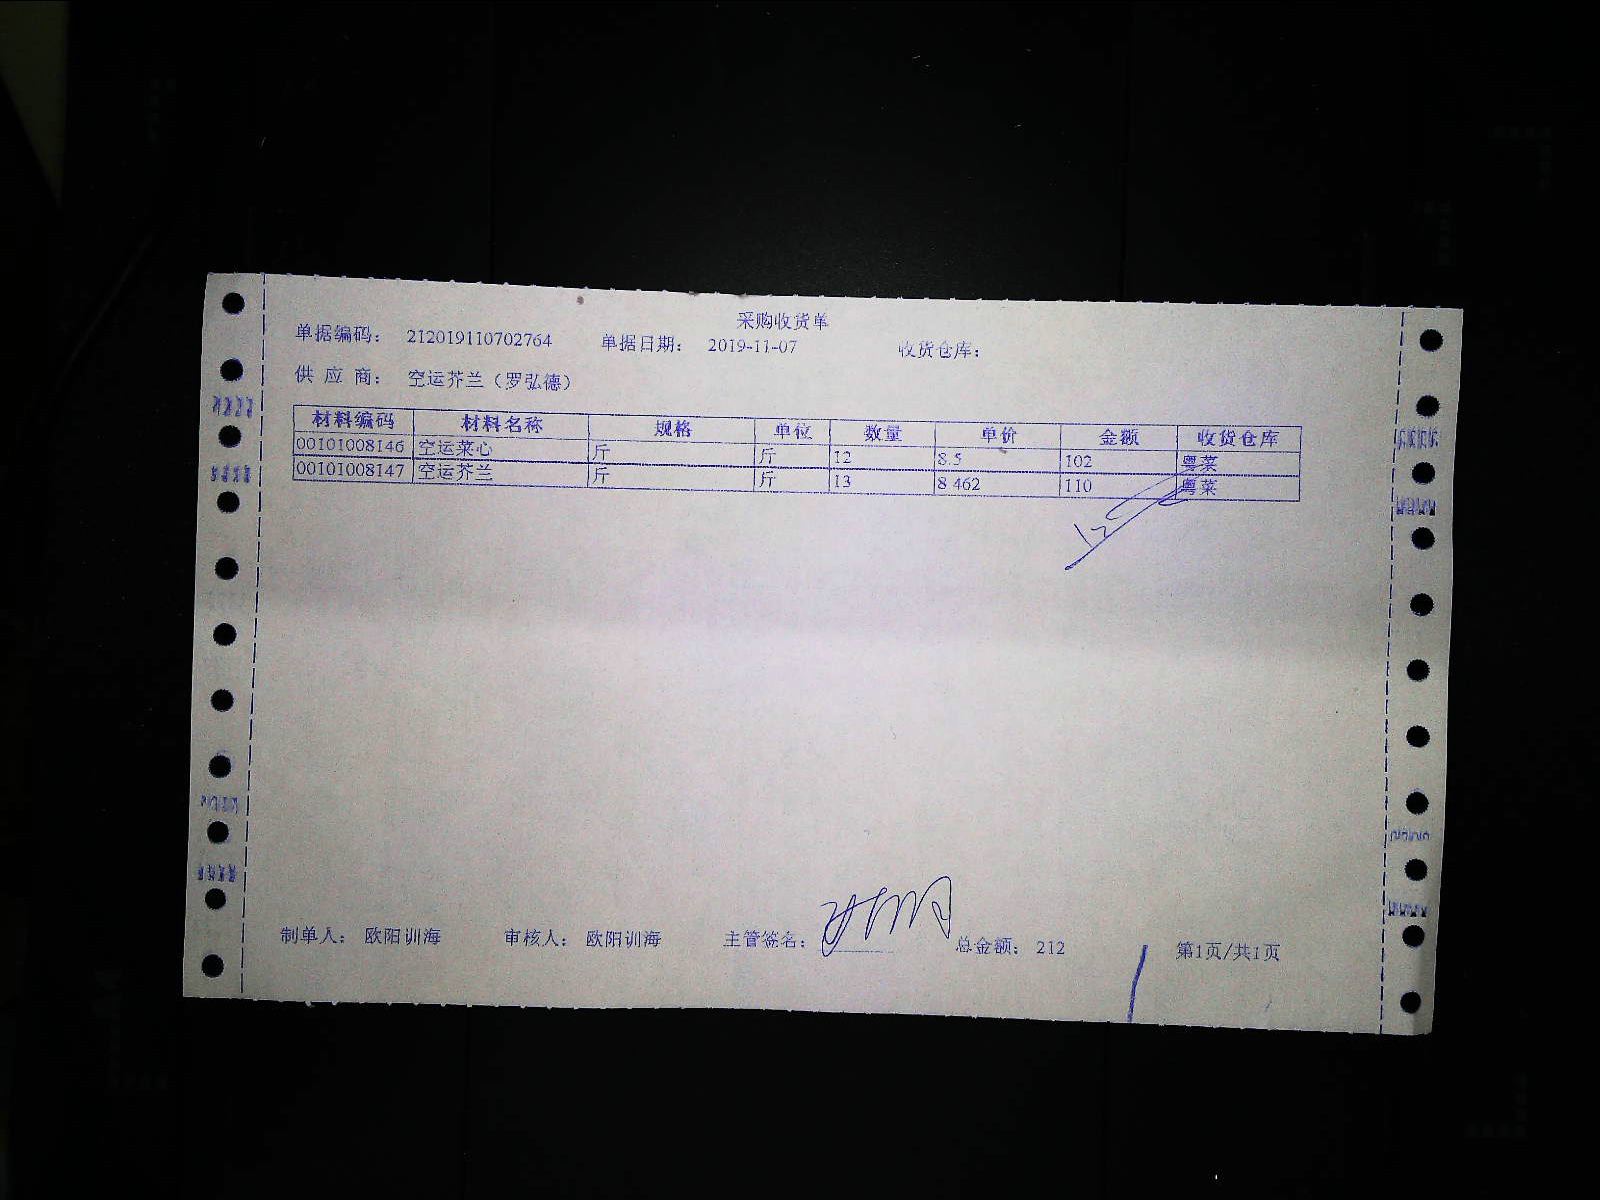 采购收货单
单据编码： 212019110702764 单据日期： 2019-11-07 收货仓库：
供 应 商： 空运芥兰（罗弘德）
材料编码 材料名称 规格 单位 数量 单价 金额 收货仓库
00101008146 空运菜心 斤 斤 12 8.5 102 粤菜
00101008147 空运芥兰 斤 斤 13 8.462 110 粤菜
制单人： 欧阳训海 审核人： 欧阳训海 主管签名： 总金额： 212 第1页/共1页